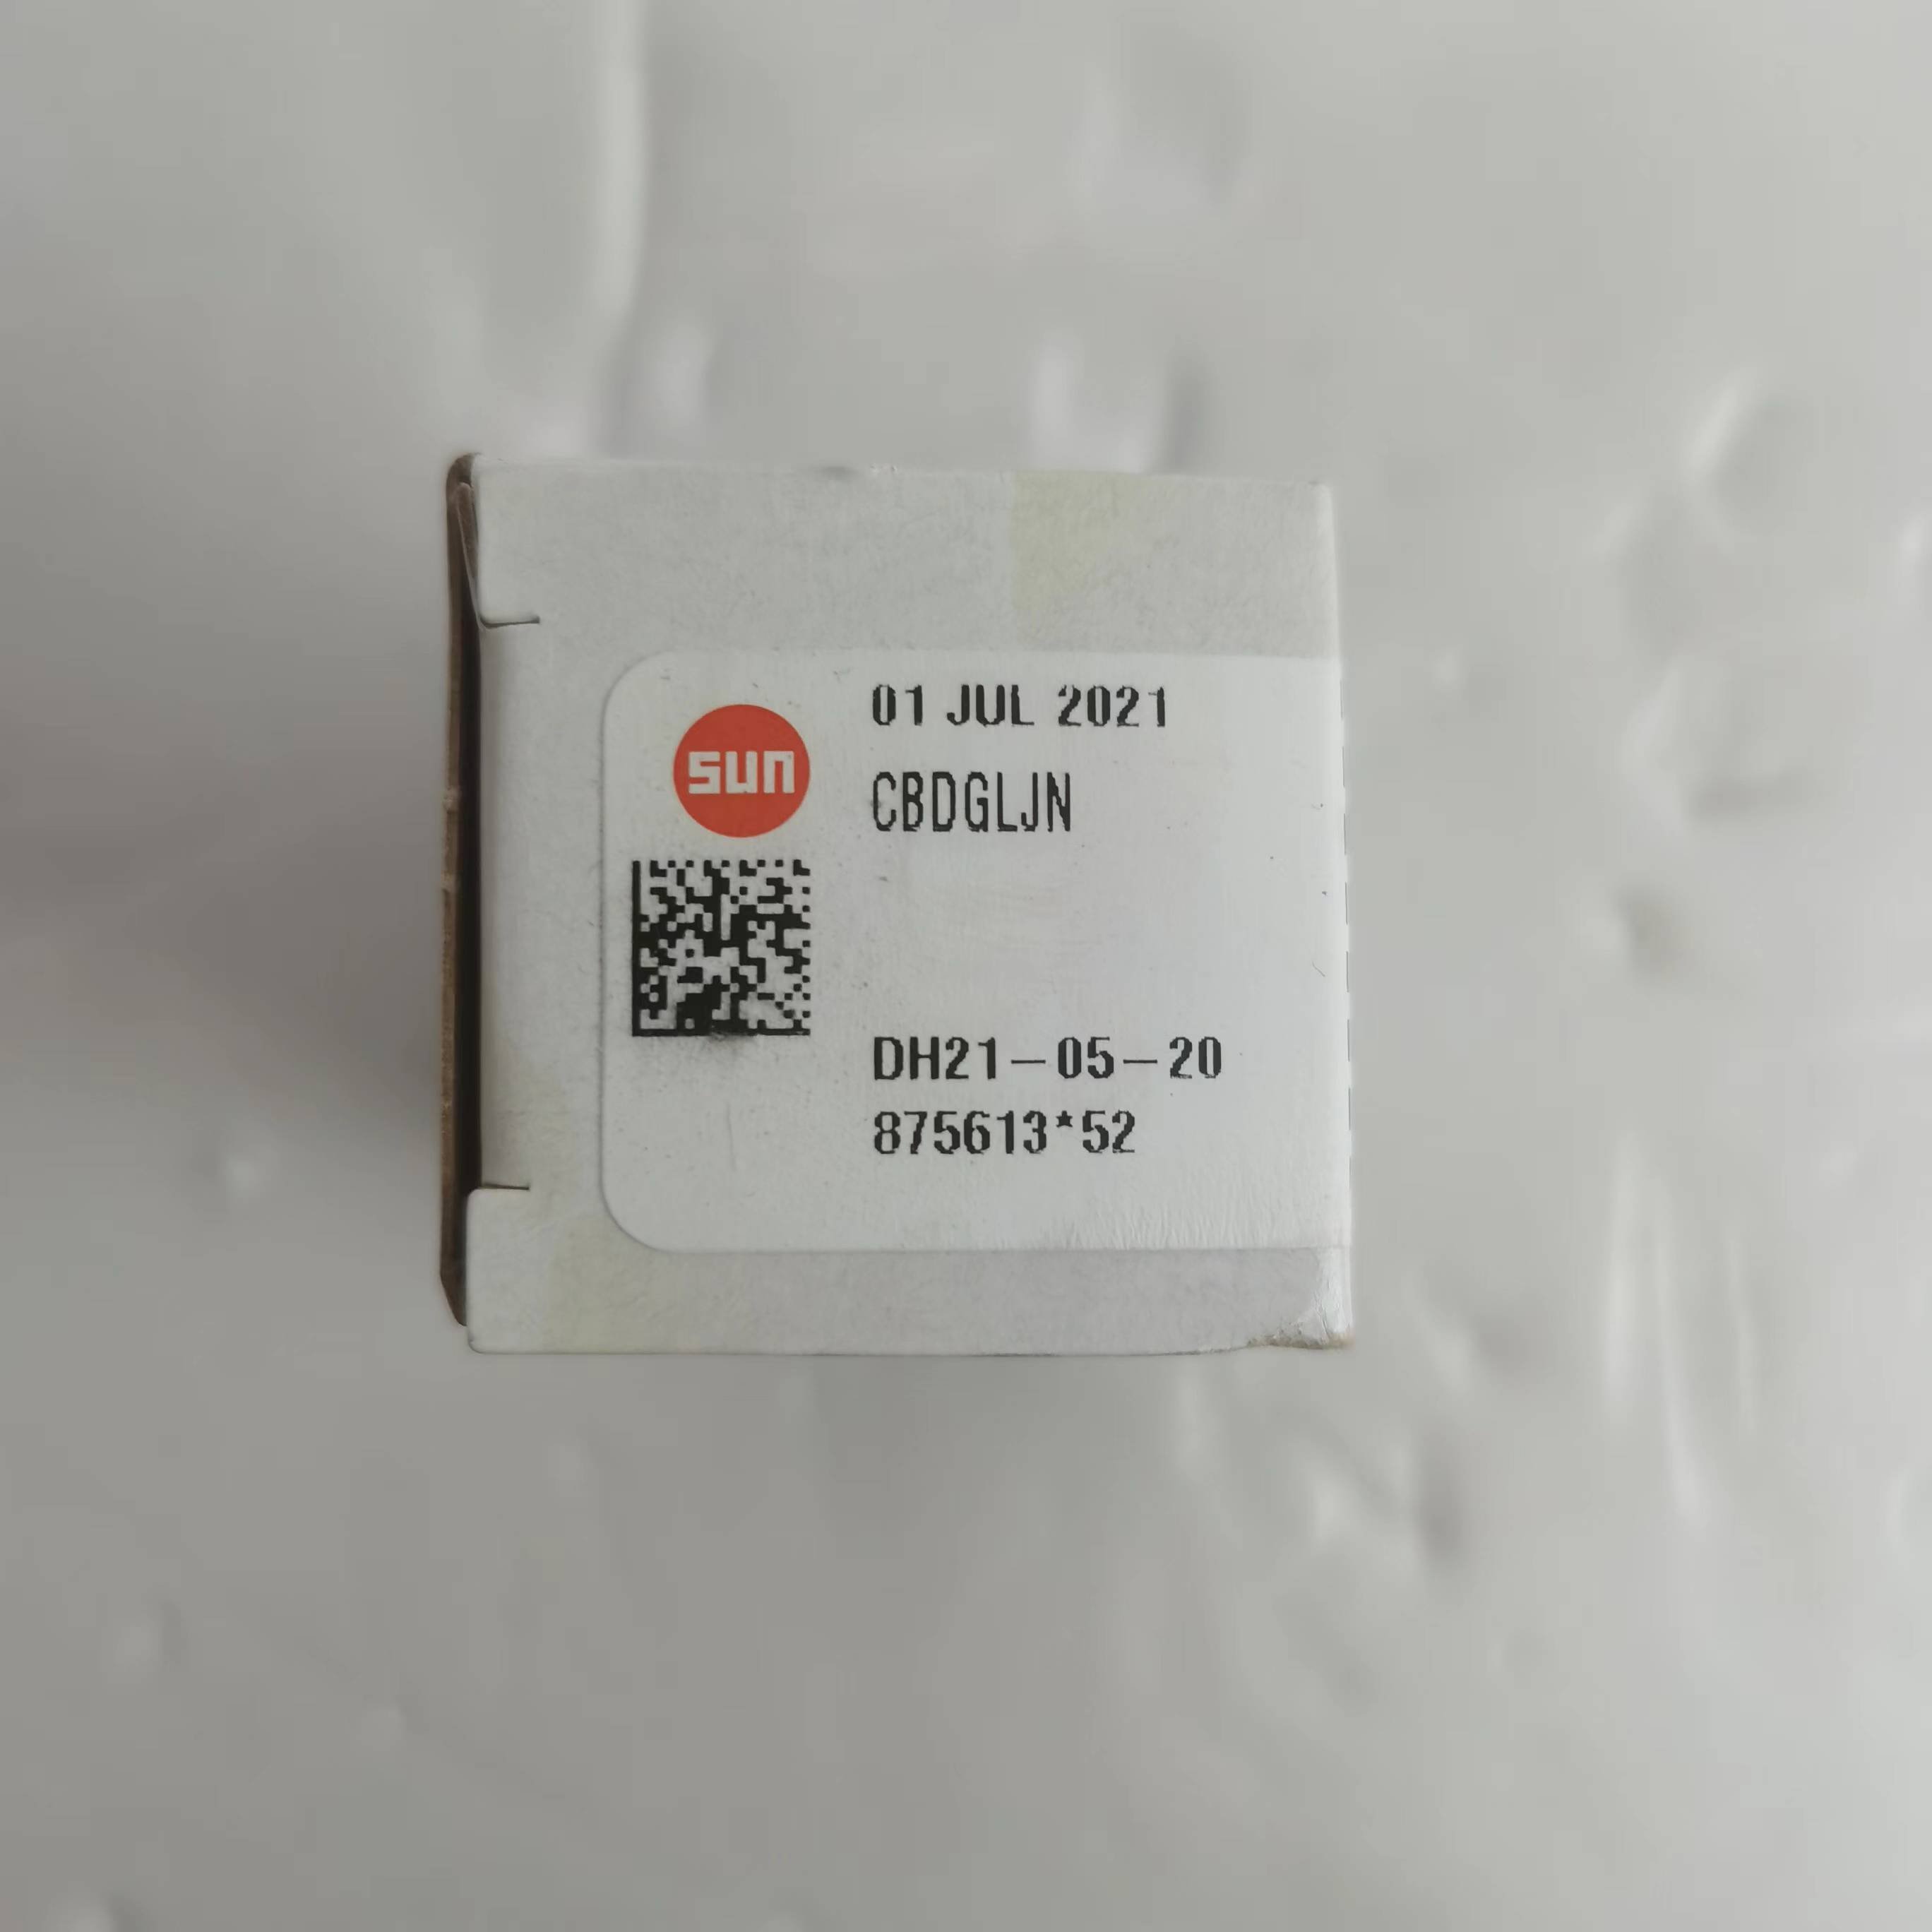 sun
01 JUL 2021
CBDGLJN
DH21-05-20
875613*52